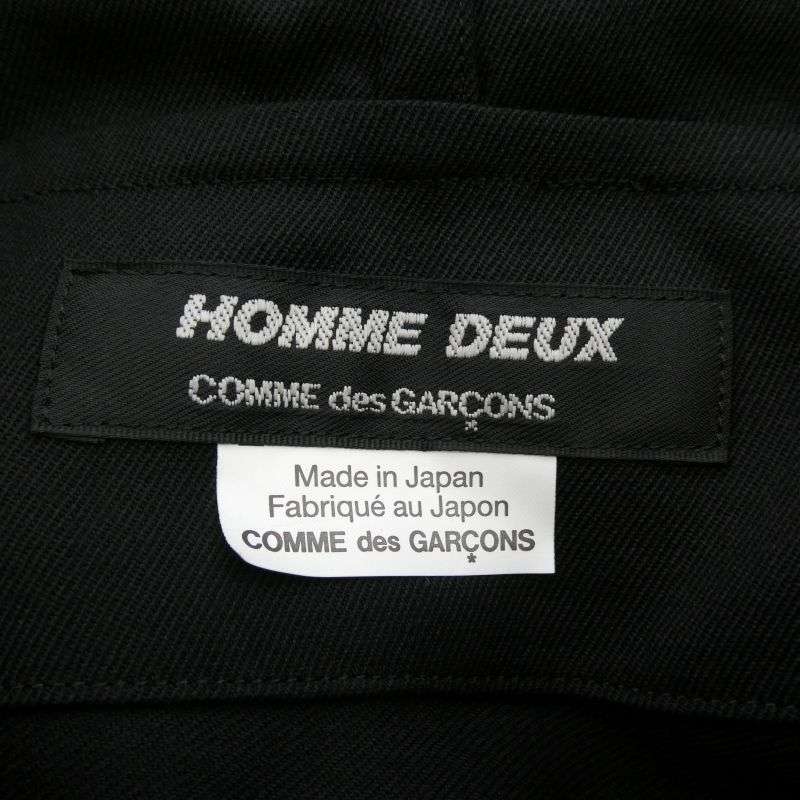 HOMME DEUX
COMME des GARÇONS
Made in Japan
Fabriqué au Japon
COMME des GARÇONS